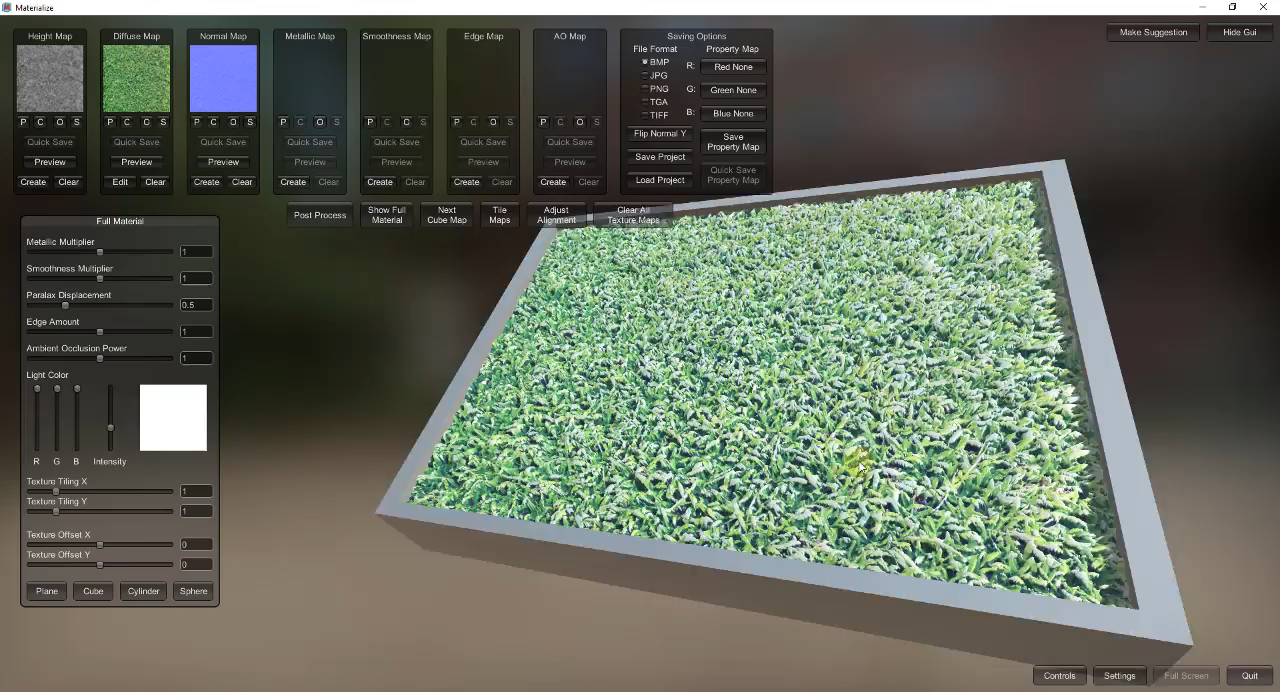 Materialize
Height Map
Diffuse Map
Normal Map
Metallic Map
Smoothness Map
Edge Map
AO Map
P C O S
P C O S
P C O S
P C O S
P C O S
P C O S
P C O S
Quick Save
Quick Save
Quick Save
Quick Save
Quick Save
Quick Save
Quick Save
Preview
Preview
Preview
Preview
Preview
Preview
Preview
Create Clear
Edit Clear
Create Clear
Create Clear
Create Clear
Create Clear
Create Clear
Saving Options
File Format
BMP
JPG
PNG
TGA
TIFF
Flip Normal Y
Save Project
Load Project
Property Map
R: Red None
G: Green None
B: Blue None
Save
Property Map
Quick Save
Property Map
Make Suggestion
Hide Gui
Post Process
Show Full
Material
Next
Cube Map
Tile
Maps
Adjust
Alignment
Clear All
Texture Maps
Full Material
Metallic Multiplier
1
Smoothness Multiplier
1
Paralax Displacement
0.5
Edge Amount
1
Ambient Occlusion Power
1
Light Color
R G B Intensity
Texture Tiling X
1
Texture Tiling Y
1
Texture Offset X
0
Texture Offset Y
0
Plane
Cube
Cylinder
Sphere
Controls
Settings
Full Screen
Quit